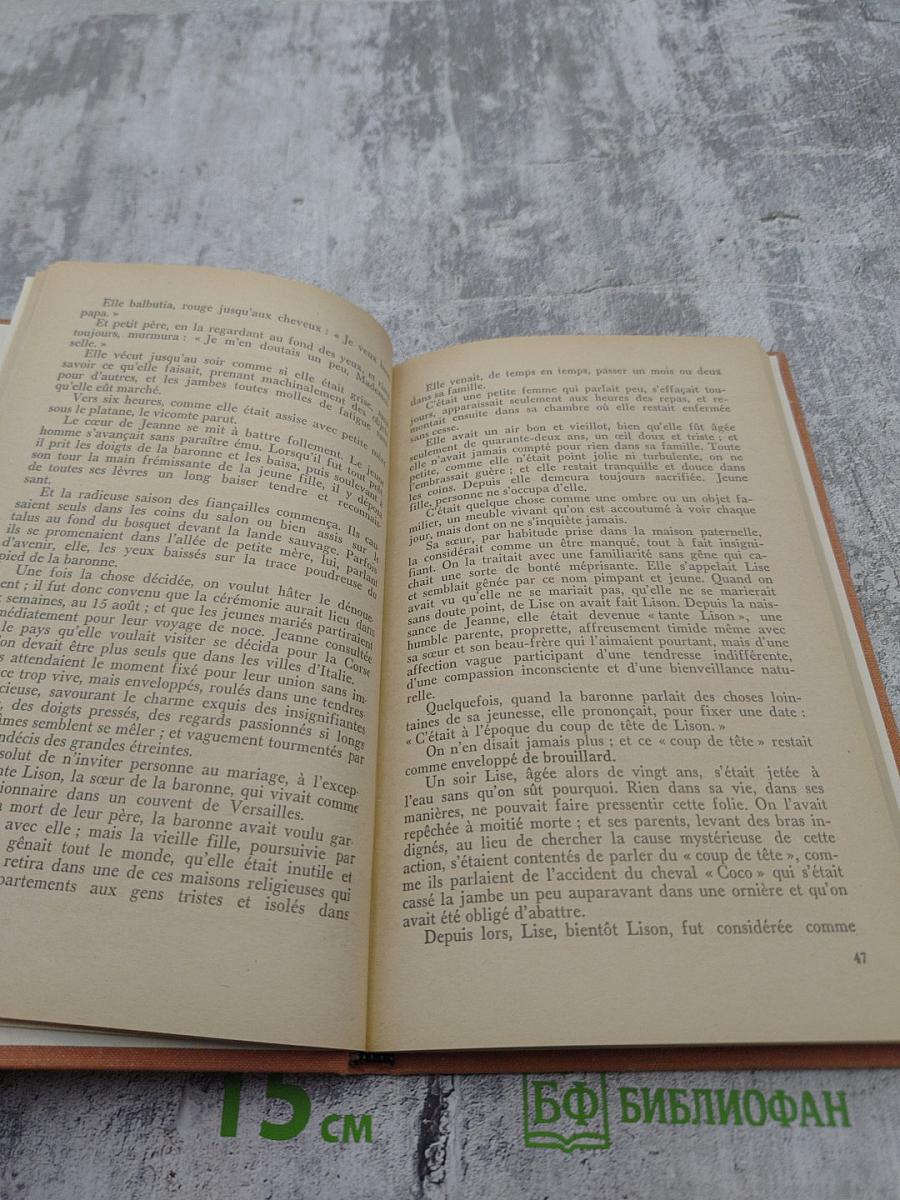 Elle balbutia, rouge jusqu'aux cheveux : « Je veux
papa. »
Et petit père, en la regardant au fond des yeux, et
toujours, murmura : « Je m'en doutais un peu, Madem
selle. »
Elle vécut jusqu'au soir comme si elle était grise,
savoir ce qu'elle faisait, prenant machinalement des
pour d'autres, et les jambes toutes molles de fatigue
qu'elle eût marché.
Vers six heures, comme elle était assise avec petite mère
sous le platane, le vicomte parut.
Le cœur de Jeanne se mit à battre follement. Le jeune
homme s'avançait sans paraître ému. Lorsqu'il fut tout près
il prit les doigts de la baronne et les baisa, puis soulevant à
son tour la main frémissante de la jeune fille, il y dépos
de toutes ses lèvres un long baiser tendre et reconnais-
sant.
Et la radieuse saison des fiançailles commença. Ils cau
saient seuls dans les coins du salon ou bien assis sur le
talus au fond du bosquet devant la lande sauvage. Parfois
ils se promenaient dans l'allée de petite mère, lui, parlant
d'avenir, elle, les yeux baissés sur la trace poudreuse du
pied de la baronne.
Une fois la chose décidée, on voulut hâter le dénoue-
ent ; il fut donc convenu que la cérémonie aurait lieu dans
x semaines, au 15 août ; et que les jeunes mariés partiraient
médiatement pour leur voyage de noce. Jeanne consultée
le pays qu'elle voulait visiter se décida pour la Corse
on devait être plus seuls que dans les villes d'Italie.
s attendaient le moment fixé pour leur union sans im-
ce trop vive, mais enveloppés, roulés dans une tendres
cieuse, savourant le charme exquis des insignifiantes
, des doigts pressés, des regards passionnés si longs
âmes semblent se mêler ; et vaguement tourmentés par
ndécis des grandes étreintes.
solut de n'inviter personne au mariage, à l'excep-
nte Lison, la sœur de la baronne, qui vivait comme
ionnaire dans un couvent de Versailles.
a mort de leur père, la baronne avait voulu gar-
avec elle ; mais la vieille fille, poursuivie par
gênait tout le monde, qu'elle était inutile et
retira dans une de ces maisons religieuses qui
partements aux gens tristes et isolés dans
Elle venait, de temps en temps, passer un mois ou deux
dans sa famille.
C'était une petite femme qui parlait peu, s'effaçait tou-
jours, apparaissait seulement aux heures des repas, et re-
montait ensuite dans sa chambre où elle restait enfermée
sans cesse.
Elle avait un air bon et vieillot, bien qu'elle fût âgée
seulement de quarante-deux ans, un œil doux et triste ; et
elle n'avait jamais compté pour rien dans sa famille. Toute
petite, comme elle n'était point jolie ni turbulente, on ne
l'embrassait guère ; et elle restait tranquille et douce dans
les coins. Depuis elle demeura toujours sacrifiée. Jeune
fille, personne ne s'occupa d'elle.
C'était quelque chose comme une ombre ou un objet fa-
milier, un meuble vivant qu'on est accoutumé à voir chaque
jour, mais dont on ne s'inquiète jamais.
Sa sœur, par habitude prise dans la maison paternelle,
la considérait comme un être manqué, tout à fait insigni-
fiant. On la traitait avec une familiarité sans gêne qui ca-
chait une sorte de bonté méprisante. Elle s'appelait Lise
et semblait gênée par ce nom pimpant et jeune. Quand on
avait vu qu'elle ne se mariait pas, qu'elle ne se marierait
sans doute point, de Lise on avait fait Lison. Depuis la nais-
sance de Jeanne, elle était devenue « tante Lison », une
humble parente, proprette, affreusement timide même avec
sa sœur et son beau-frère qui l'aimaient pourtant, mais d'une
affection vague participant d'une tendresse indifférente,
d'une compassion inconsciente et d'une bienveillance natu-
relle.
Quelquefois, quand la baronne parlait des choses loin-
taines de sa jeunesse, elle prononçait, pour fixer une date :
« C'était à l'époque du coup de tête de Lison. »
On n'en disait jamais plus ; et ce « coup de tête » restait
comme enveloppé de brouillard.
Un soir Lise, âgée alors de vingt ans, s'était jetée à
l'eau sans qu'on sût pourquoi. Rien dans sa vie, dans ses
manières, ne pouvait faire pressentir cette folie. On l'avait
repêchée à moitié morte ; et ses parents, levant des bras in-
dignés, au lieu de chercher la cause mystérieuse de cette
action, s'étaient contentés de parler du « coup de tête », com-
me ils parlaient de l'accident du cheval « Coco » qui s'était
cassé la jambe un peu auparavant dans une ornière et qu'on
avait été obligé d'abattre.
Depuis lors, Lise, bientôt Lison, fut considérée comme
47
15 см
БФ БИБЛИОФАН